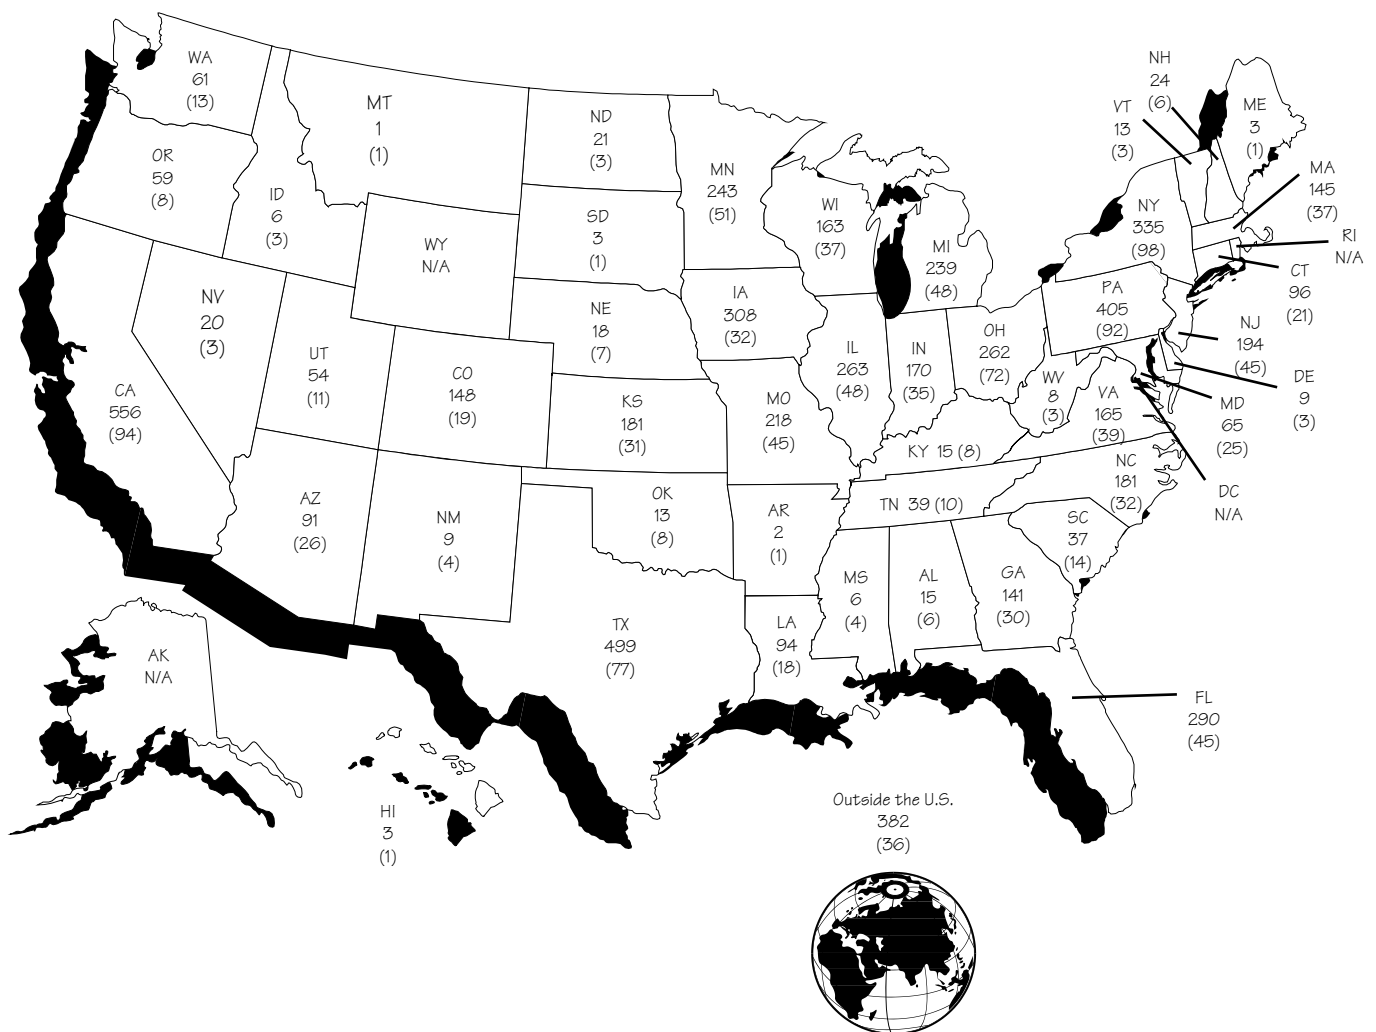 WA
61
(13)
OR
59
(8)
CA
556
(94)
NV
20
(3)
ID
6
(3)
MT
1
(1)
WY
N/A
UT
54
(11)
CO
148
(19)
AZ
91
(26)
NM
9
(4)
ND
21
(3)
SD
3
(1)
NE
18
(7)
KS
181
(31)
OK
13
(8)
TX
499
(77)
MN
243
(51)
IA
308
(32)
MO
218
(45)
AR
2
(1)
LA
94
(18)
WI
163
(37)
IL
263
(48)
MI
239
(48)
IN
170
(35)
OH
262
(72)
KY 15 (8)
TN 39 (10)
MS
6
(4)
AL
15
(6)
GA
141
(30)
FL
290
(45)
SC
37
(14)
NC
181
(32)
VA
165
(39)
WV
8
(3)
PA
405
(92)
NY
335
(98)
VT
13
(3)
NH
24
(6)
ME
3
(1)
MA
145
(37)
RI
N/A
CT
96
(21)
NJ
194
(45)
DE
9
(3)
MD
65
(25)
DC
N/A
AK
N/A
HI
3
(1)
Outside the U.S.
382
(36)